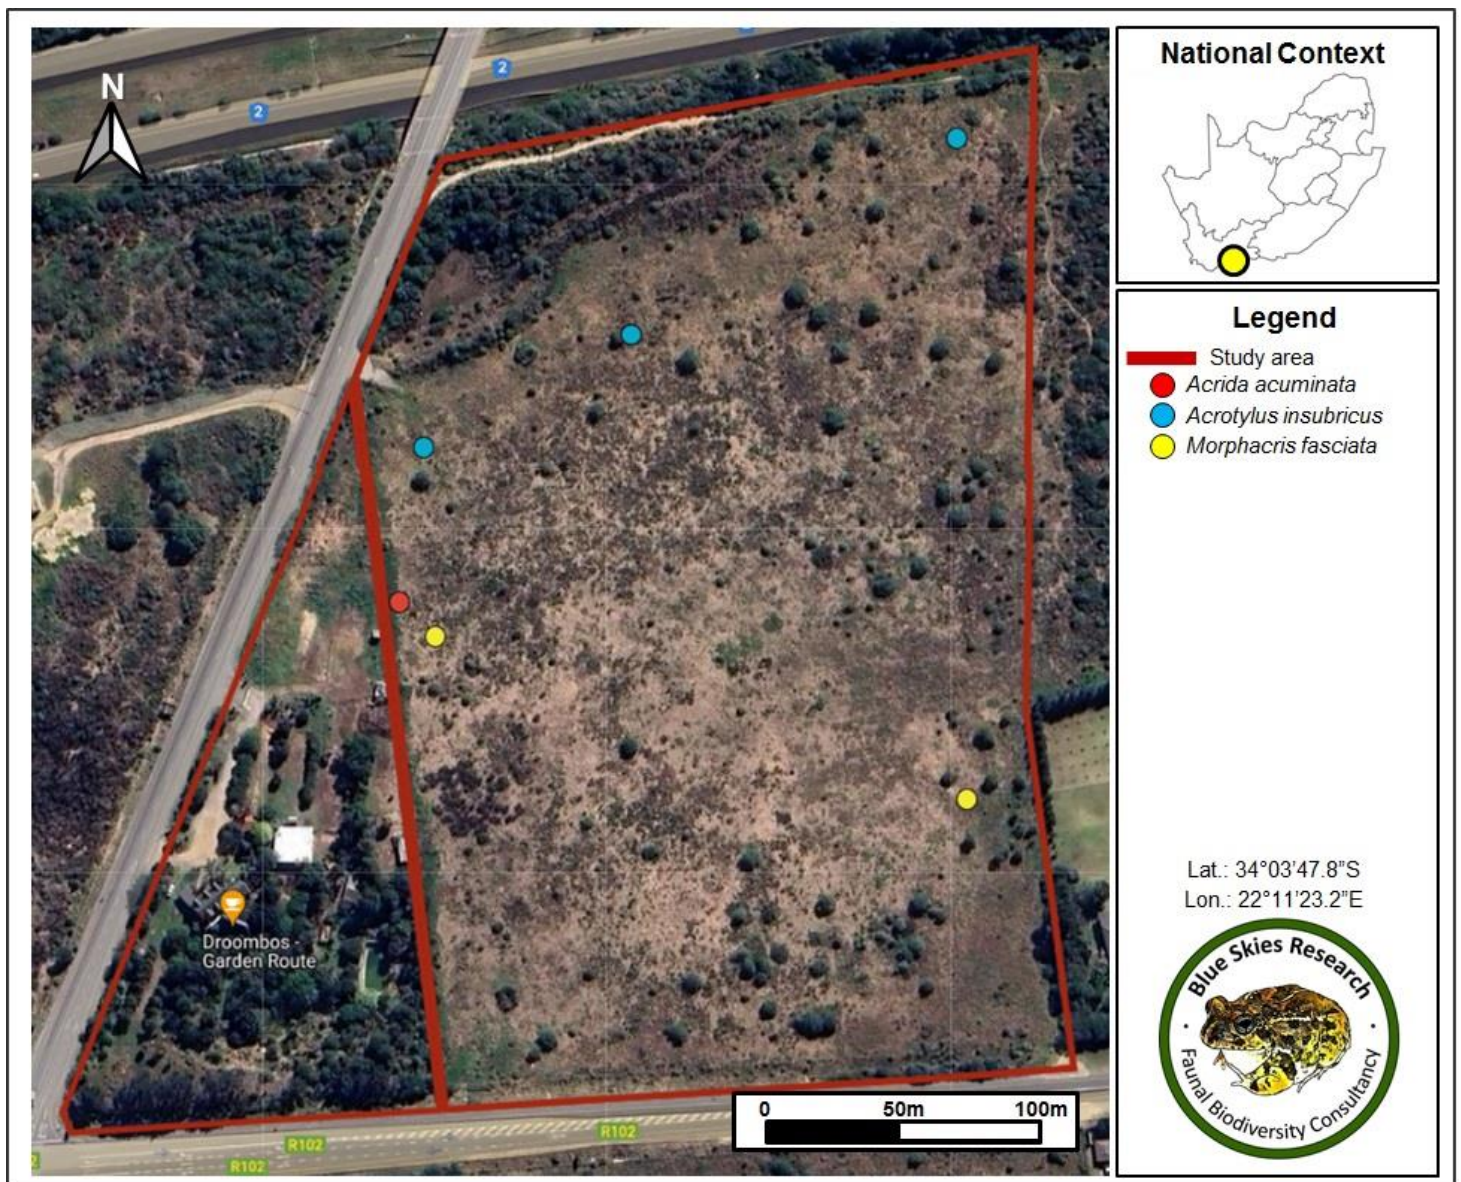 N
2
2
2
Droombos -
Garden Route
R102
R102
R102
0 50m 100m
National Context
Legend
Study area
Acrida acuminata
Acrotylus insubricus
Morphacris fasciata
Lat.: 34°03’47.8”S
Lon.: 22°11’23.2”E
Blue Skies Research
Faunal Biodiversity Consultancy